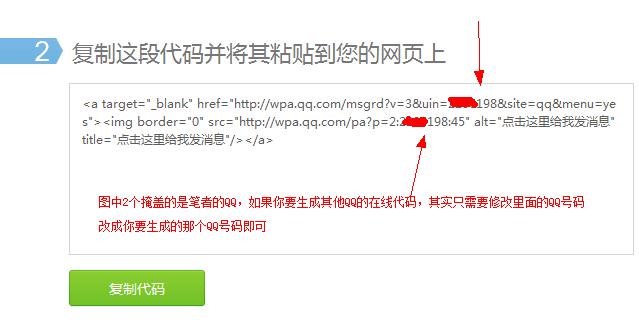 2 复制这段代码并将其粘贴到您的网页上
<a target="_blank" href="http://wpa.qq.com/msgrd?v=3&uin= 198&site=qq&menu=ye
s"><img border="0" src="http://wpa.qq.com/pa?p=2: 198:45" alt="点击这里给我发消息"
title="点击这里给我发消息"/></a>
图中2个掩盖的是笔者的QQ，如果你要生成其他QQ的在线代码，其实只需要修改里面的QQ号码
改成你要生成的那个QQ号码即可
复制代码